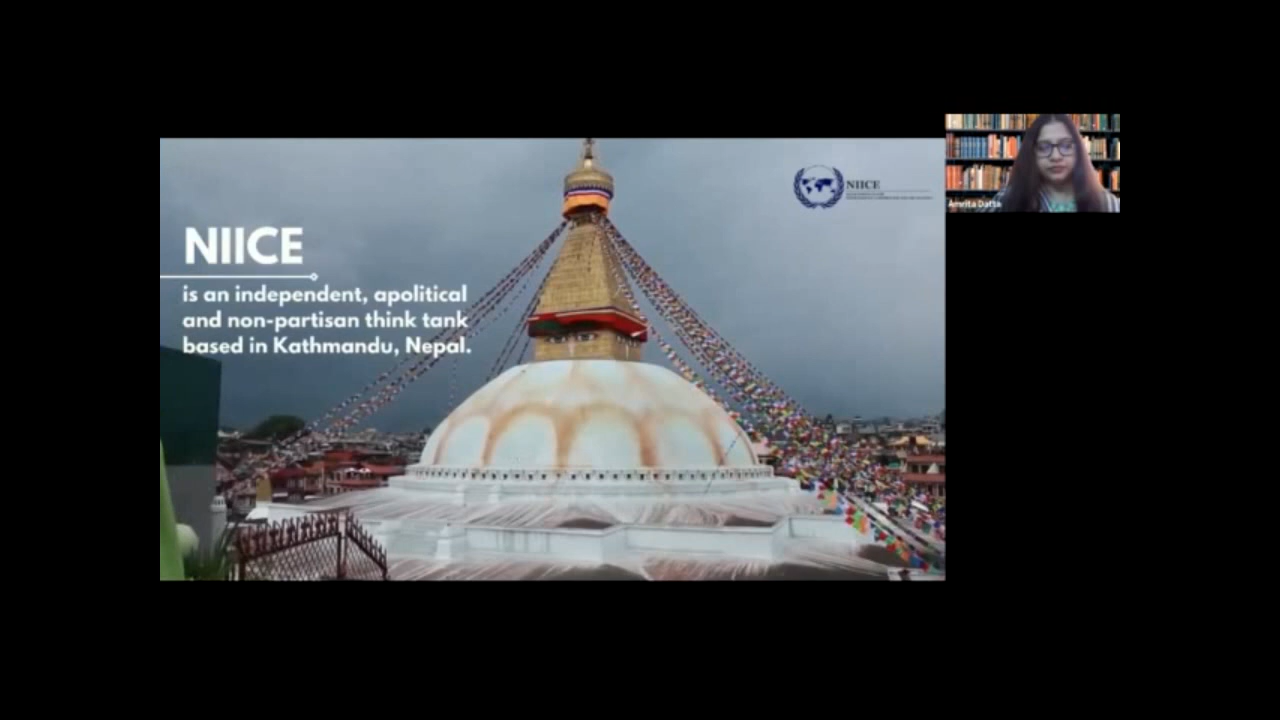 NIICE
is an independent, apolitical
and non-partisan think tank
based in Kathmandu, Nepal.
NIICE
Amrita Datta